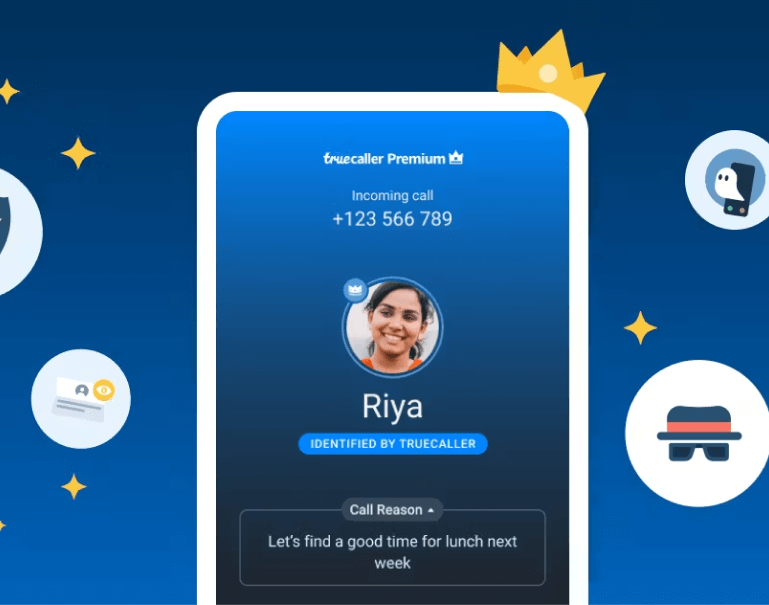 truecaller Premium
Incoming call
+123 566 789
Riya
IDENTIFIED BY TRUECALLER
Call Reason
Let's find a good time for lunch next
week